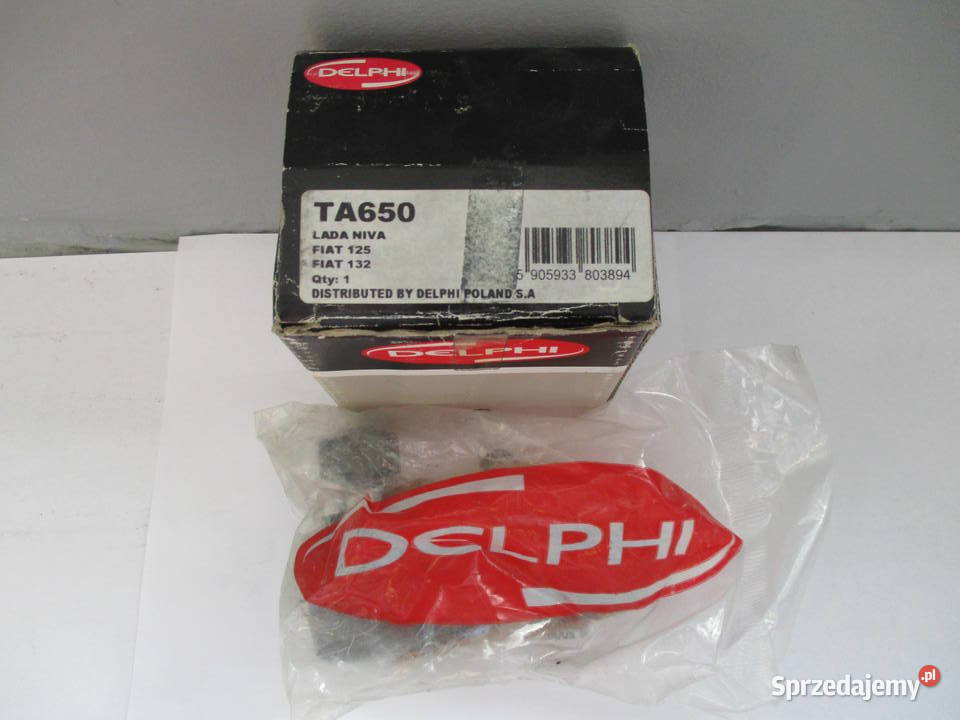 DELPHI
TA650
LADA NIVA
FIAT 125
FIAT 132
Qty: 1
5 905933 803894
DISTRIBUTED BY DELPHI POLAND S.A
DELPHI
DELPHI
Sprzedajemy.pl